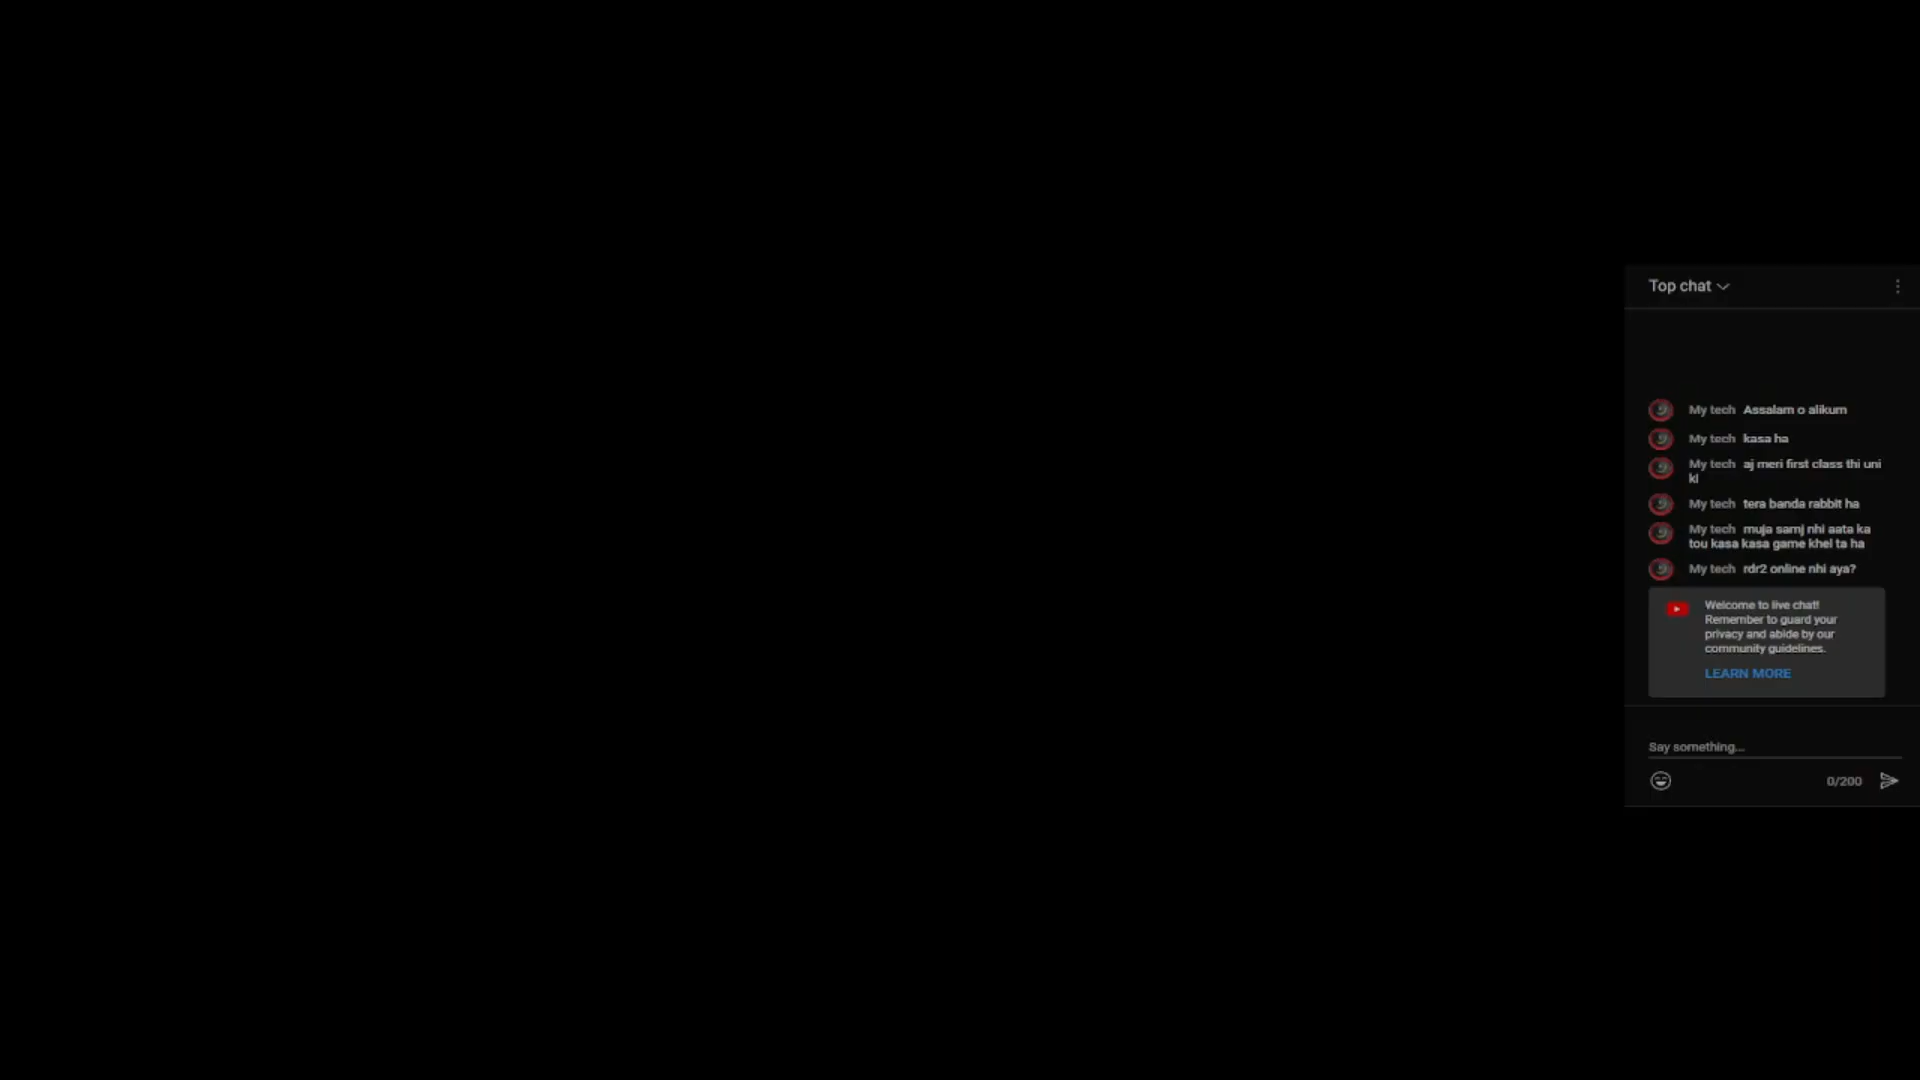 Top chat
My tech Assalam o alikum
My tech kasa ha
My tech aj meri first class thi uni
ki
My tech tera banda rabbit ha
My tech muja samj nhi aata ka
tou kasa kasa game khel ta ha
My tech rdr2 online nhi aya?
Welcome to live chat!
Remember to guard your
privacy and abide by our
community guidelines.
LEARN MORE
Say something...
0/200